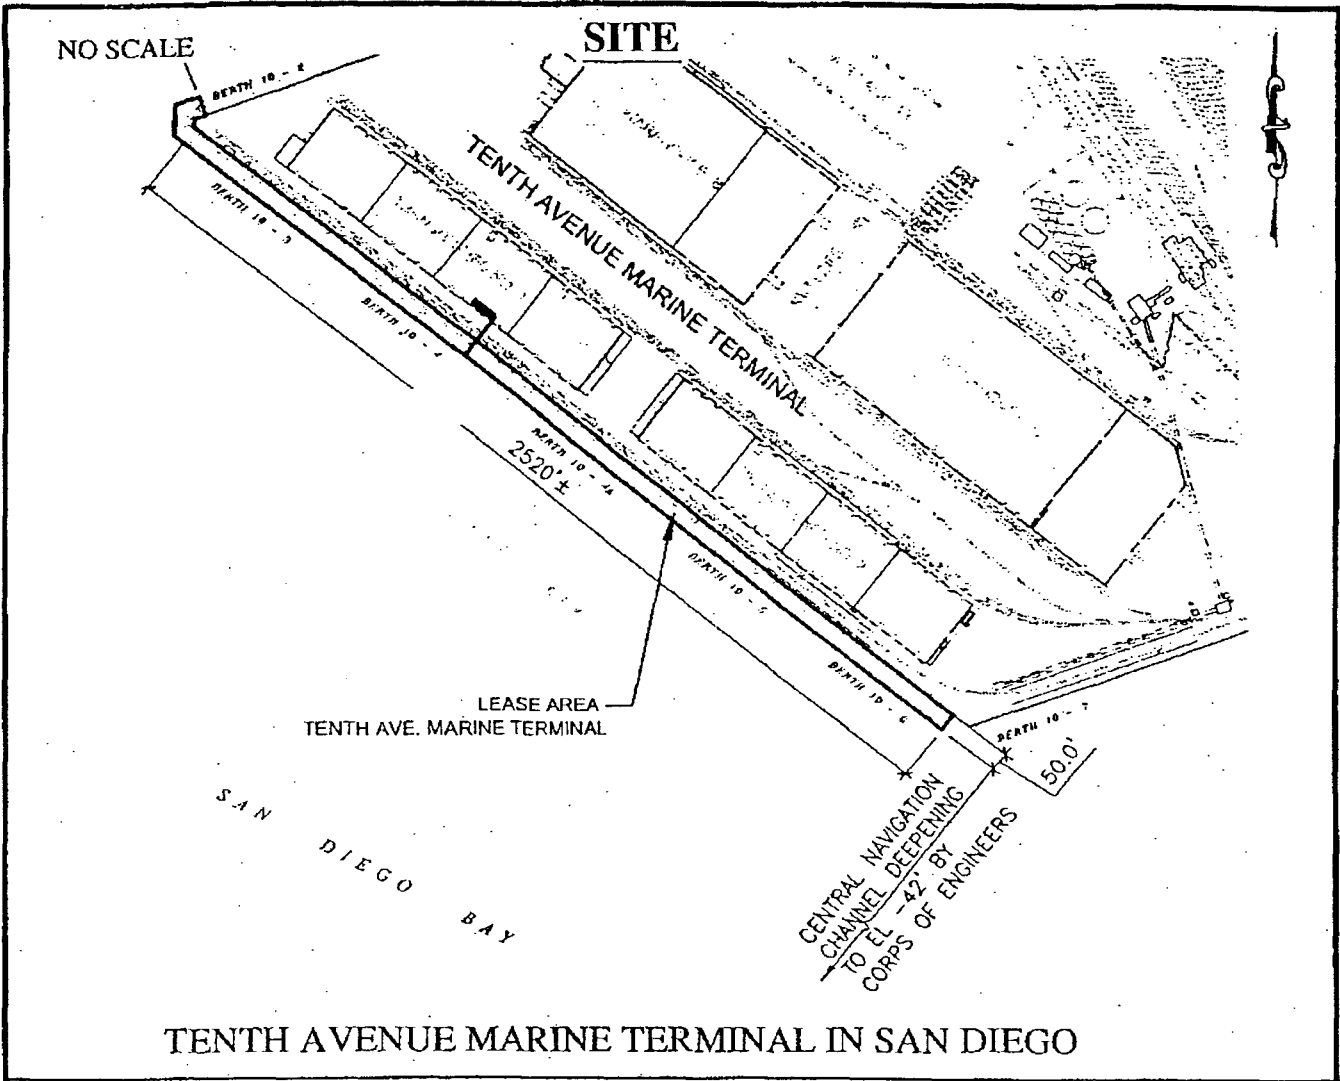 NO SCALE
SITE
BERTH 10 - 2
TENTH AVENUE MARINE TERMINAL
BERTH 10 - 3
BERTH 10 - 4
BERTH 10 - 4A
2520' ±
BERTH 10 - 5
BERTH 10 - 6
BERTH 10 - 7
LEASE AREA
TENTH AVE. MARINE TERMINAL
50.0'
CENTRAL NAVIGATION
CHANNEL DEEPENING
TO EL -42' BY
CORPS OF ENGINEERS
SAN DIEGO BAY
TENTH AVENUE MARINE TERMINAL IN SAN DIEGO